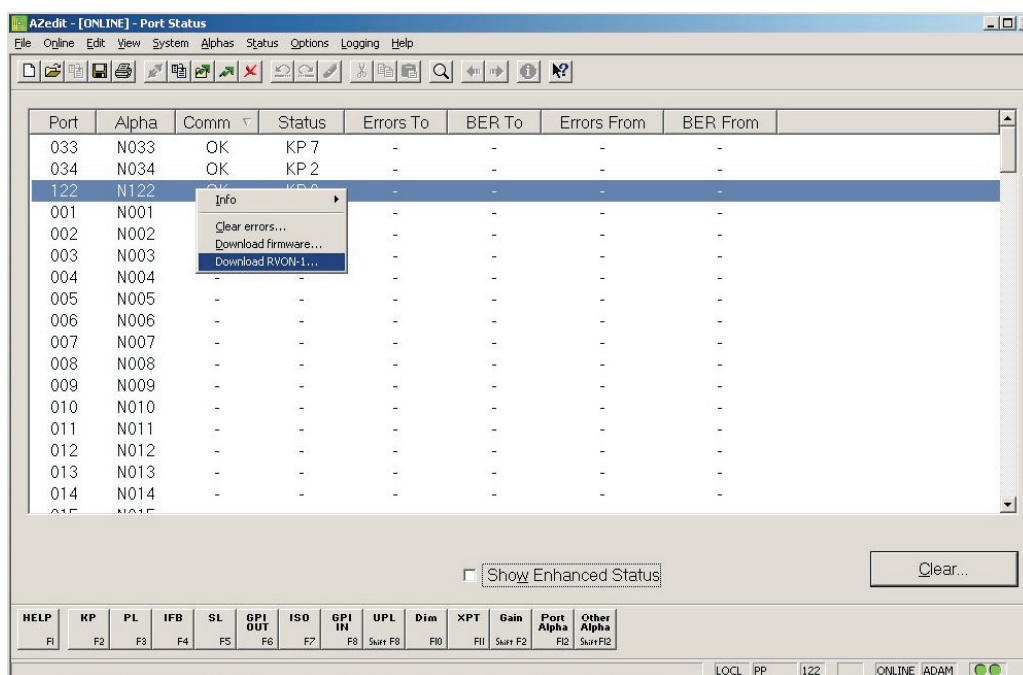 AZedit - [ONLINE] - Port Status
File Online Edit View System Alphas Status Options Logging Help
Port Alpha Comm Status Errors To BER To Errors From BER From
033 N033 OK KP 7 - - - -
034 N034 OK KP 2 - - - -
122 N122 - - - -
Info
Clear errors...
Download firmware...
Download RVON-1...
001 N001 - - - -
002 N002 - - - -
003 N003 - - - -
004 N004 - - - - - -
005 N005 - - - - - -
006 N006 - - - - - -
007 N007 - - - - - -
008 N008 - - - - - -
009 N009 - - - - - -
010 N010 - - - - - -
011 N011 - - - - - -
012 N012 - - - - - -
013 N013 - - - - - -
014 N014 - - - - - -
Show Enhanced Status
Clear...
HELP KP PL IFB SL GPI OUT ISO GPI IN UPL Dim XPT Gain Port Alpha Other Alpha
F1 F2 F3 F4 F5 F6 F7 F8 Shift F8 F10 F11 Shift F2 F12 Shift F12
LOCL PP 122 ONLINE ADAM